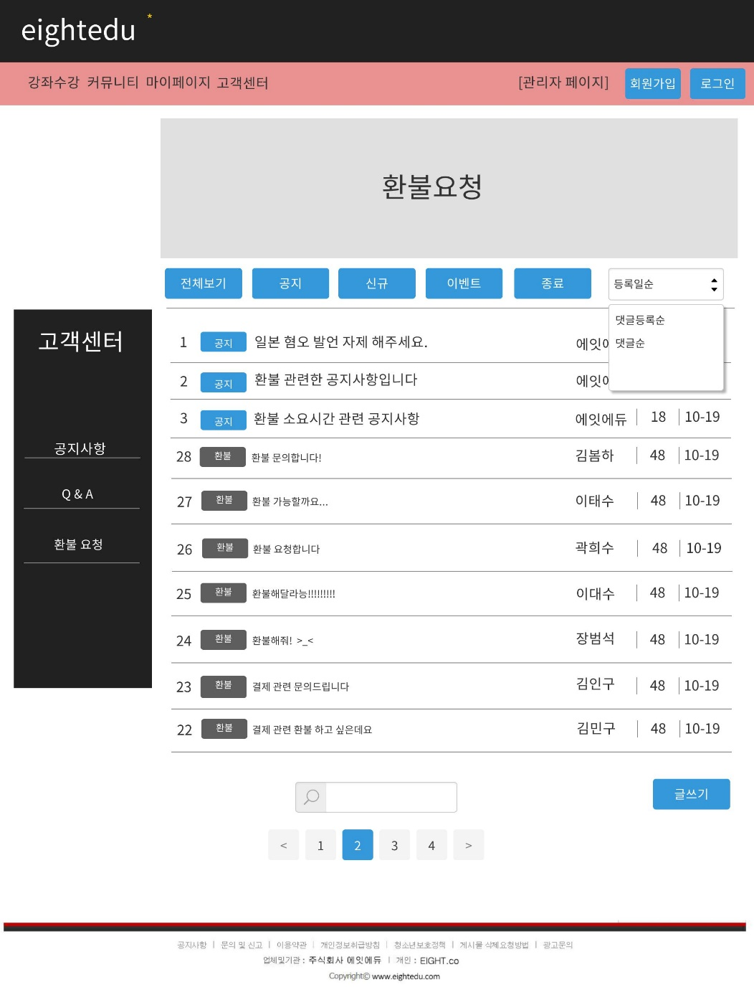 eightedu *
강좌수강 커뮤니티 마이페이지 고객센터 [관리자 페이지] 회원가입 로그인
환불요청
전체보기 공지 신규 이벤트 종료 등록일순
댓글등록순
댓글순
고객센터
공지사항
Q & A
환불 요청
1 공지 일본 혐오 발언 자제 해주세요. 에잇에
2 공지 환불 관련한 공지사항입니다 에잇에
3 공지 환불 소요시간 관련 공지사항 에잇에듀 | 18 | 10-19
28 환불 환불 문의합니다! 김봄하 | 48 | 10-19
27 환불 환불 가능할까요... 이태수 | 48 | 10-19
26 환불 환불 요청합니다 곽희수 | 48 | 10-19
25 환불 환불해달라능!!!!!!!!! 이대수 | 48 | 10-19
24 환불 환불해줘! >_< 장범석 | 48 | 10-19
23 환불 결제 관련 문의드립니다 김인구 | 48 | 10-19
22 환불 결제 관련 환불 하고 싶은데요 김민구 | 48 | 10-19
글쓰기
< 1 2 3 4 >
공지사항 | 문의 및 신고 | 이용약관 | 개인정보취급방침 | 청소년보호정책 | 게시물 삭제요청방법 | 광고문의
업체및기관 : 주식회사 에잇에듀 | 개인 : EIGHT.co
Copyright© www.eightedu.com